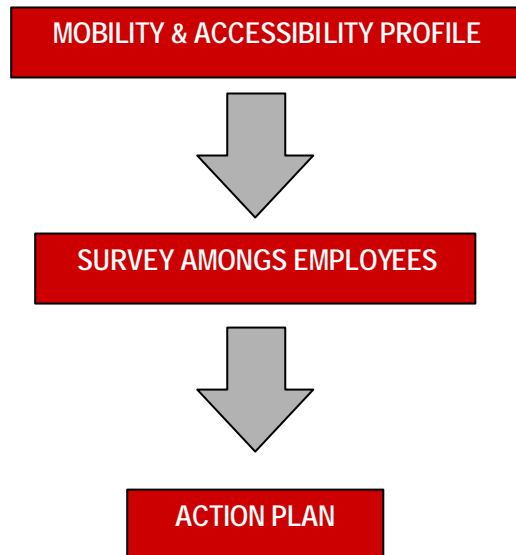 MOBILITY & ACCESSIBILITY PROFILE
SURVEY AMONGS EMPLOYEES
ACTION PLAN